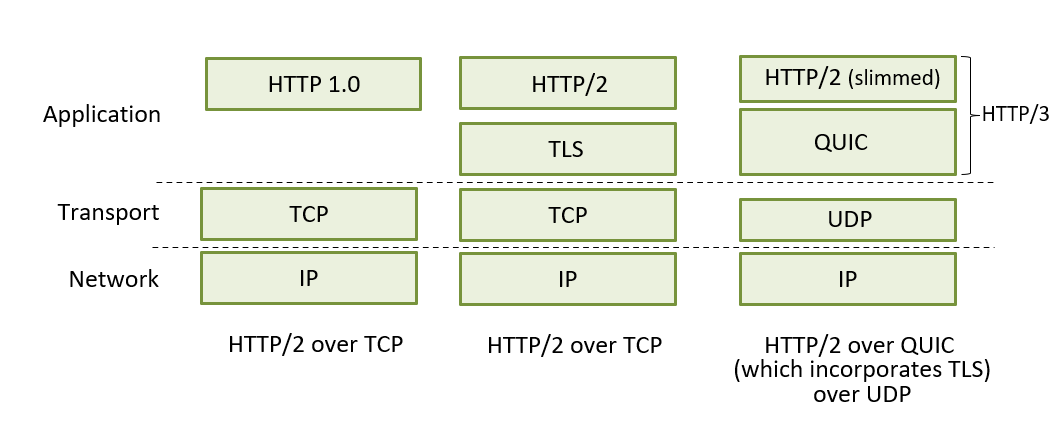 HTTP 1.0
HTTP/2
HTTP/2 (slimmed)
Application
HTTP/3
TLS
QUIC
Transport
TCP
TCP
UDP
Network
IP
IP
IP
HTTP/2 over TCP
HTTP/2 over TCP
HTTP/2 over QUIC
(which incorporates TLS)
over UDP